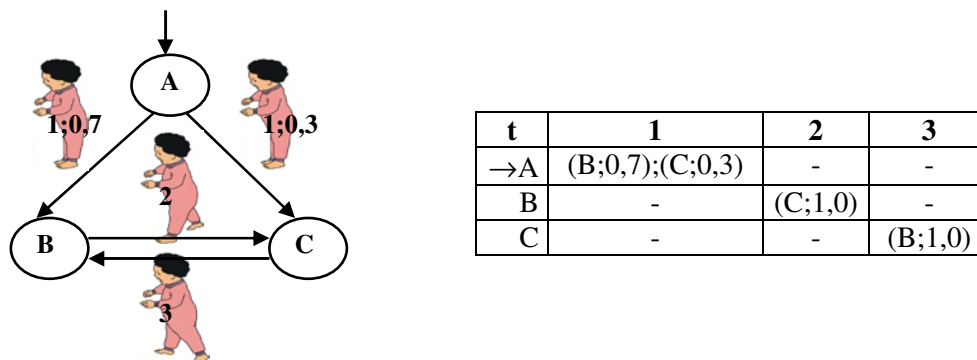 A
1;0,7
1;0,3
2
B
C
3
t 1 2 3
→A (B;0,7);(C;0,3) - -
B - (C;1,0) -
C - - (B;1,0)